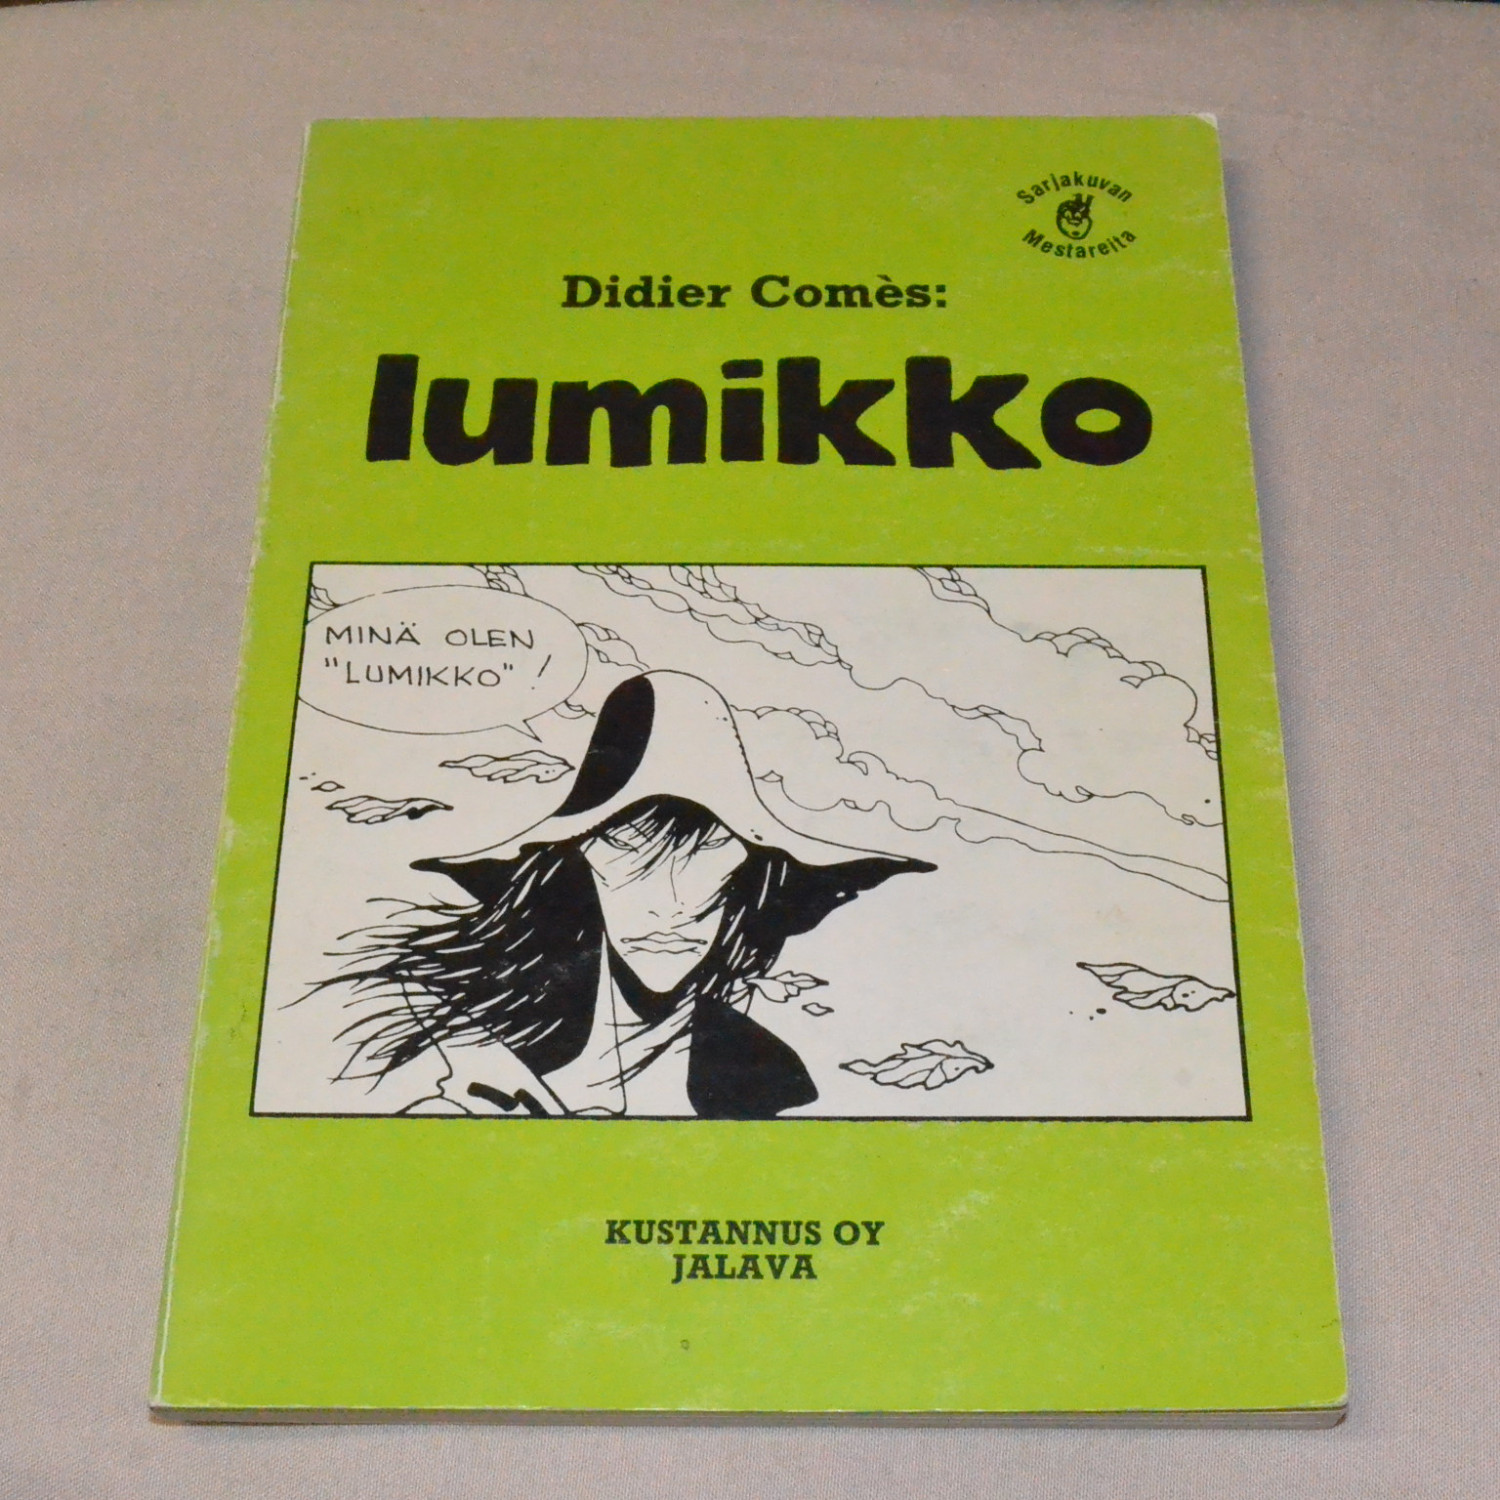 Sarjakuvan
Mestareita
Didier Comès:
lumikko
MINÄ OLEN
"LUMIKKO"!
KUSTANNUS OY
JALAVA